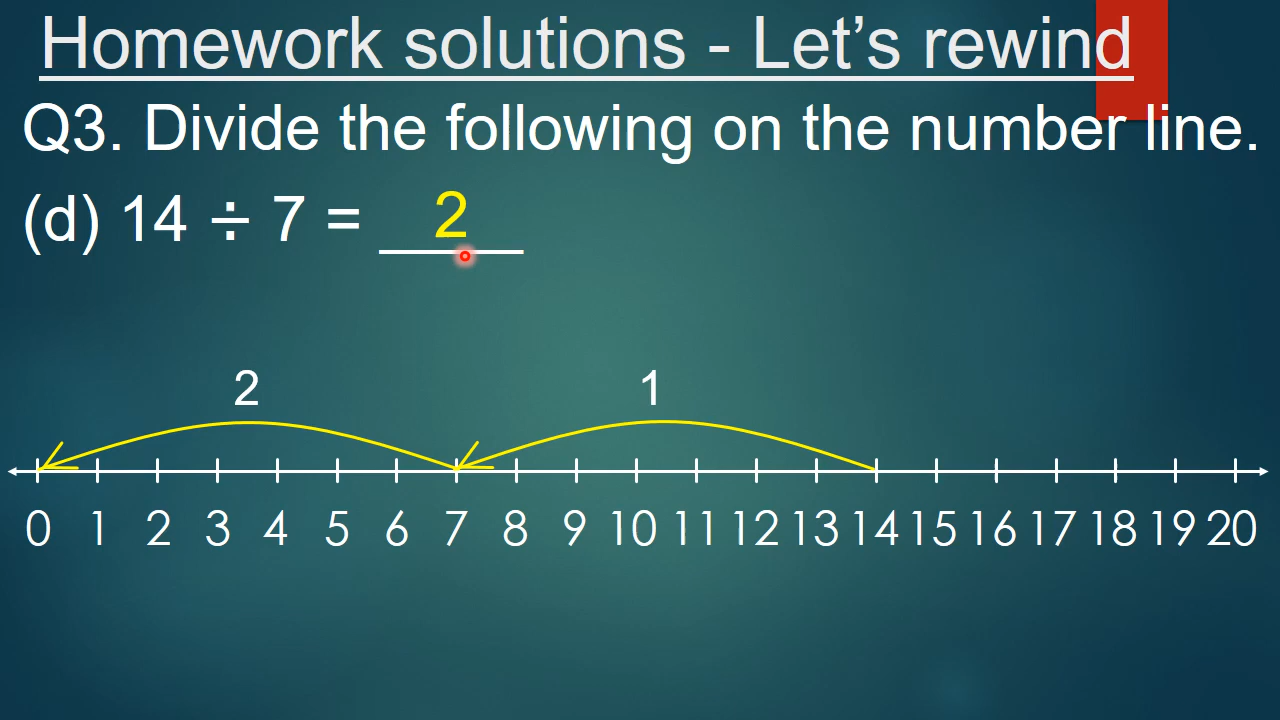 Homework solutions - Let's rewind
Q3. Divide the following on the number line.
(d) 14 ÷ 7 = 2
2 1
0 1 2 3 4 5 6 7 8 9 10 11 12 13 14 15 16 17 18 19 20